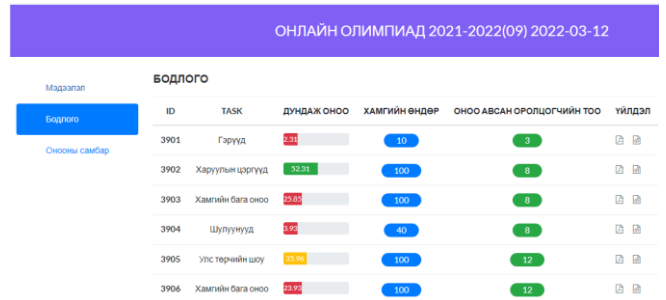 ОНЛАЙН ОЛИМПИАД 2021-2022(09) 2022-03-12
Мэдээлэл
Бодлого
Онооны самбар
БОДЛОГО
ID TASK ДУНДАЖ ОНОО ХАМГИЙН ӨНДӨР ОНОО АВСАН ОРОЛЦОГЧИЙН ТОО ҮЙЛДЭЛ
3901 Гэрүүд 2.31 10 3
3902 Харуулын цэргүүд 52.31 100 8
3903 Хамгийн бага оноо 25.85 100 8
3904 Шулуунууд 3.93 40 8
3905 Улс төрчийн шоу 35.96 100 12
3906 Хамгийн бага оноо 23.93 100 12